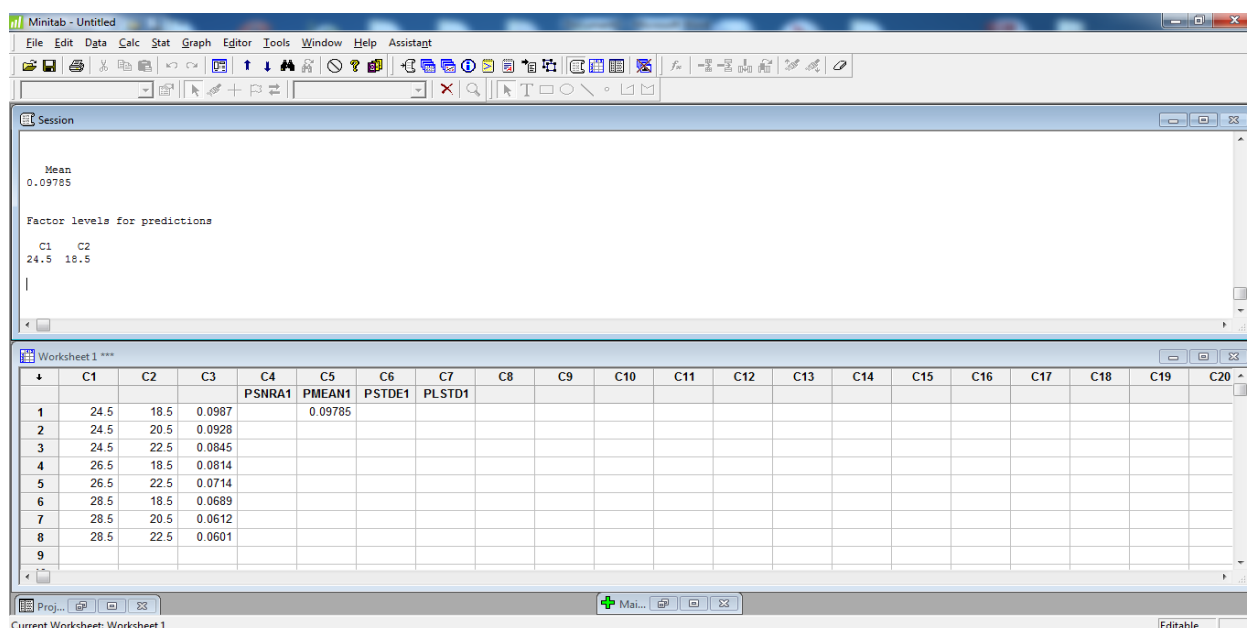 Minitab - Untitled
File Edit Data Calc Stat Graph Editor Tools Window Help Assistant
Session
Mean
0.09785
Factor levels for predictions
C1 C2
24.5 18.5
Worksheet 1 ***
C1 C2 C3 C4 C5 C6 C7 C8 C9 C10 C11 C12 C13 C14 C15 C16 C17 C18 C19 C20
PSNRA1 PMEAN1 PSTDE1 PLSTD1
1 24.5 18.5 0.0987 0.09785
2 24.5 20.5 0.0928
3 24.5 22.5 0.0845
4 26.5 18.5 0.0814
5 26.5 22.5 0.0714
6 28.5 18.5 0.0689
7 28.5 20.5 0.0612
8 28.5 22.5 0.0601
9
Proj... Mai...
Current Worksheet: Worksheet 1 Editable